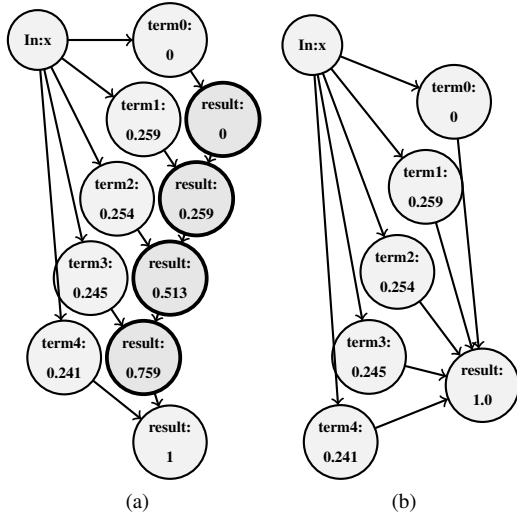 In:x
term0:
0
term1:
0.259
result:
0
term2:
0.254
result:
0.259
term3:
0.245
result:
0.513
term4:
0.241
result:
0.759
result:
1
(a)
In:x
term0:
0
term1:
0.259
term2:
0.254
term3:
0.245
result:
1.0
term4:
0.241
(b)